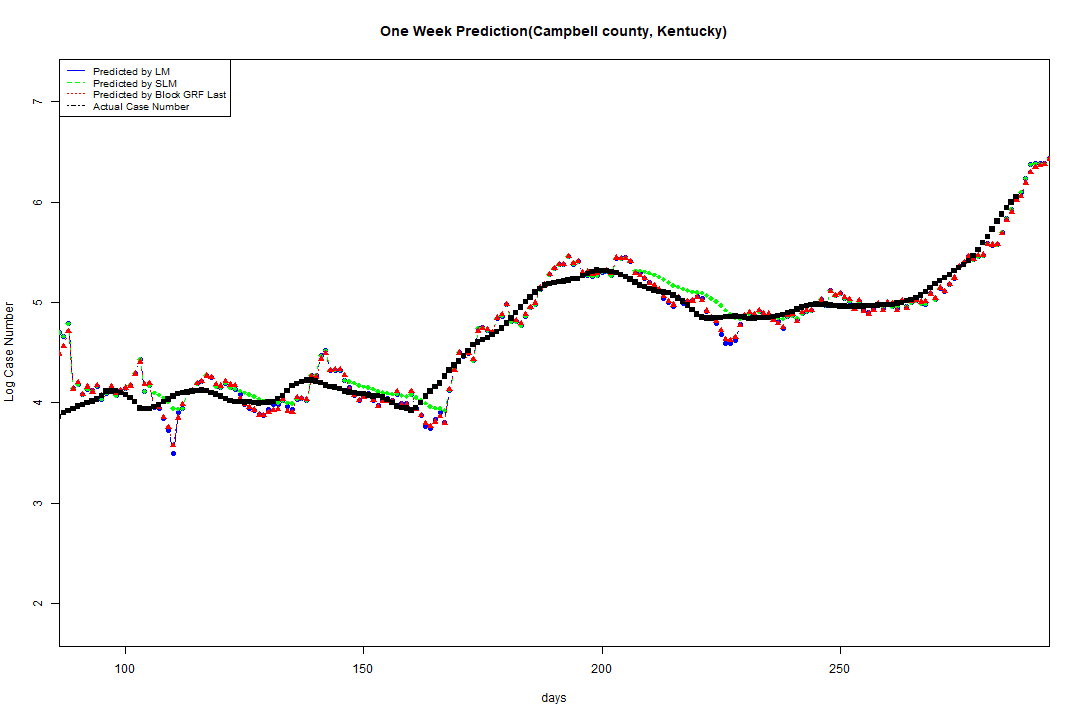 One Week Prediction(Campbell county, Kentucky)
Predicted by LM
Predicted by SLM
Predicted by Block GRF Last
Actual Case Number
7
6
5
4
3
2
Log Case Number
100 150 200 250
days